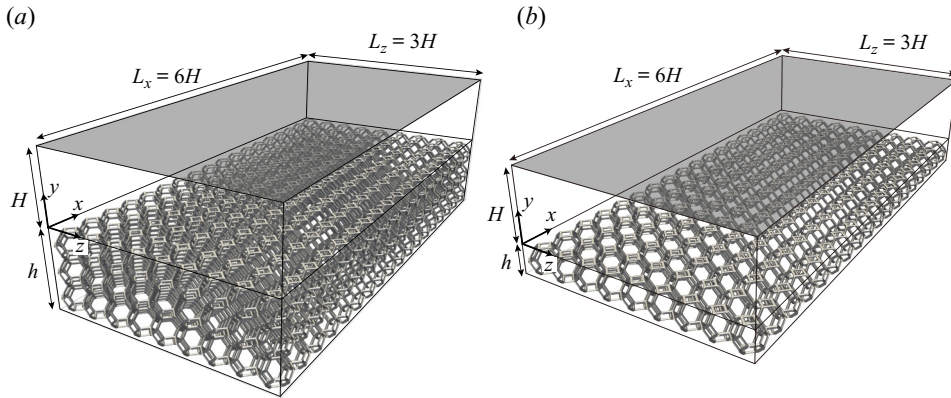 (a)
L_x = 6H
L_z = 3H
H
y
x
z
h
(b)
L_x = 6H
L_z = 3H
H
y
x
z
h